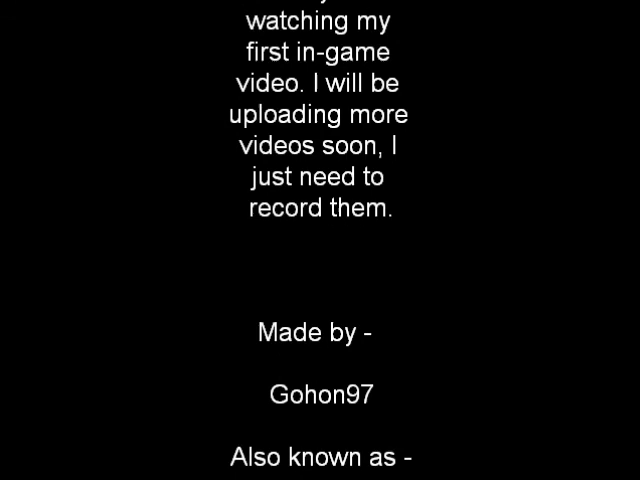 watching my
first in-game
video. I will be
uploading more
videos soon, I
just need to
record them.
Made by -
Gohon97
Also known as -